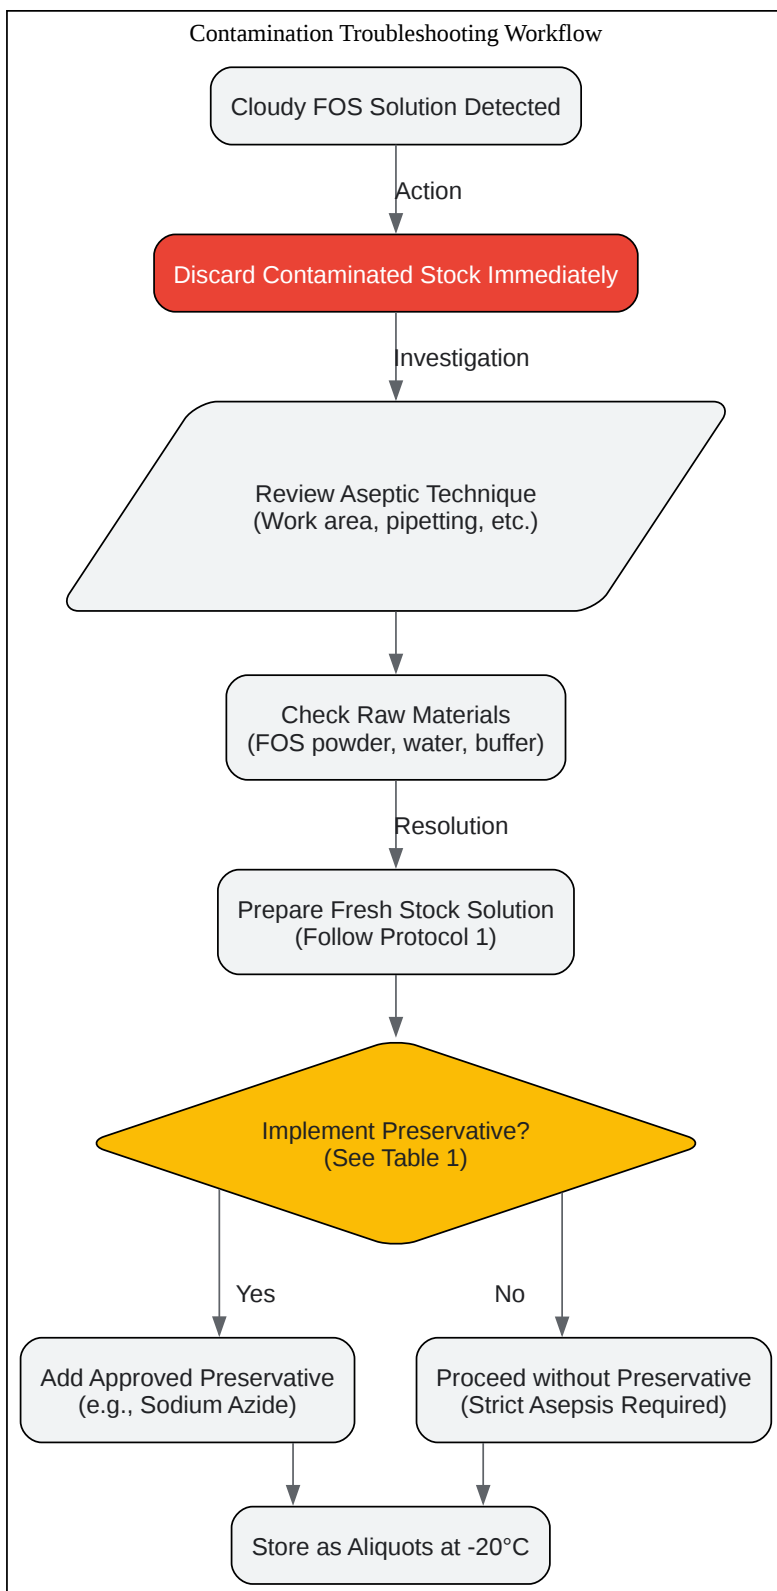 Contamination Troubleshooting Workflow
Cloudy FOS Solution Detected
Action
Discard Contaminated Stock Immediately
Investigation
Review Aseptic Technique
(Work area, pipetting, etc.)
Check Raw Materials
(FOS powder, water, buffer)
Resolution
Prepare Fresh Stock Solution
(Follow Protocol 1)
Implement Preservative?
(See Table 1)
Yes
No
Add Approved Preservative
(e.g., Sodium Azide)
Proceed without Preservative
(Strict Asepsis Required)
Store as Aliquots at -20°C